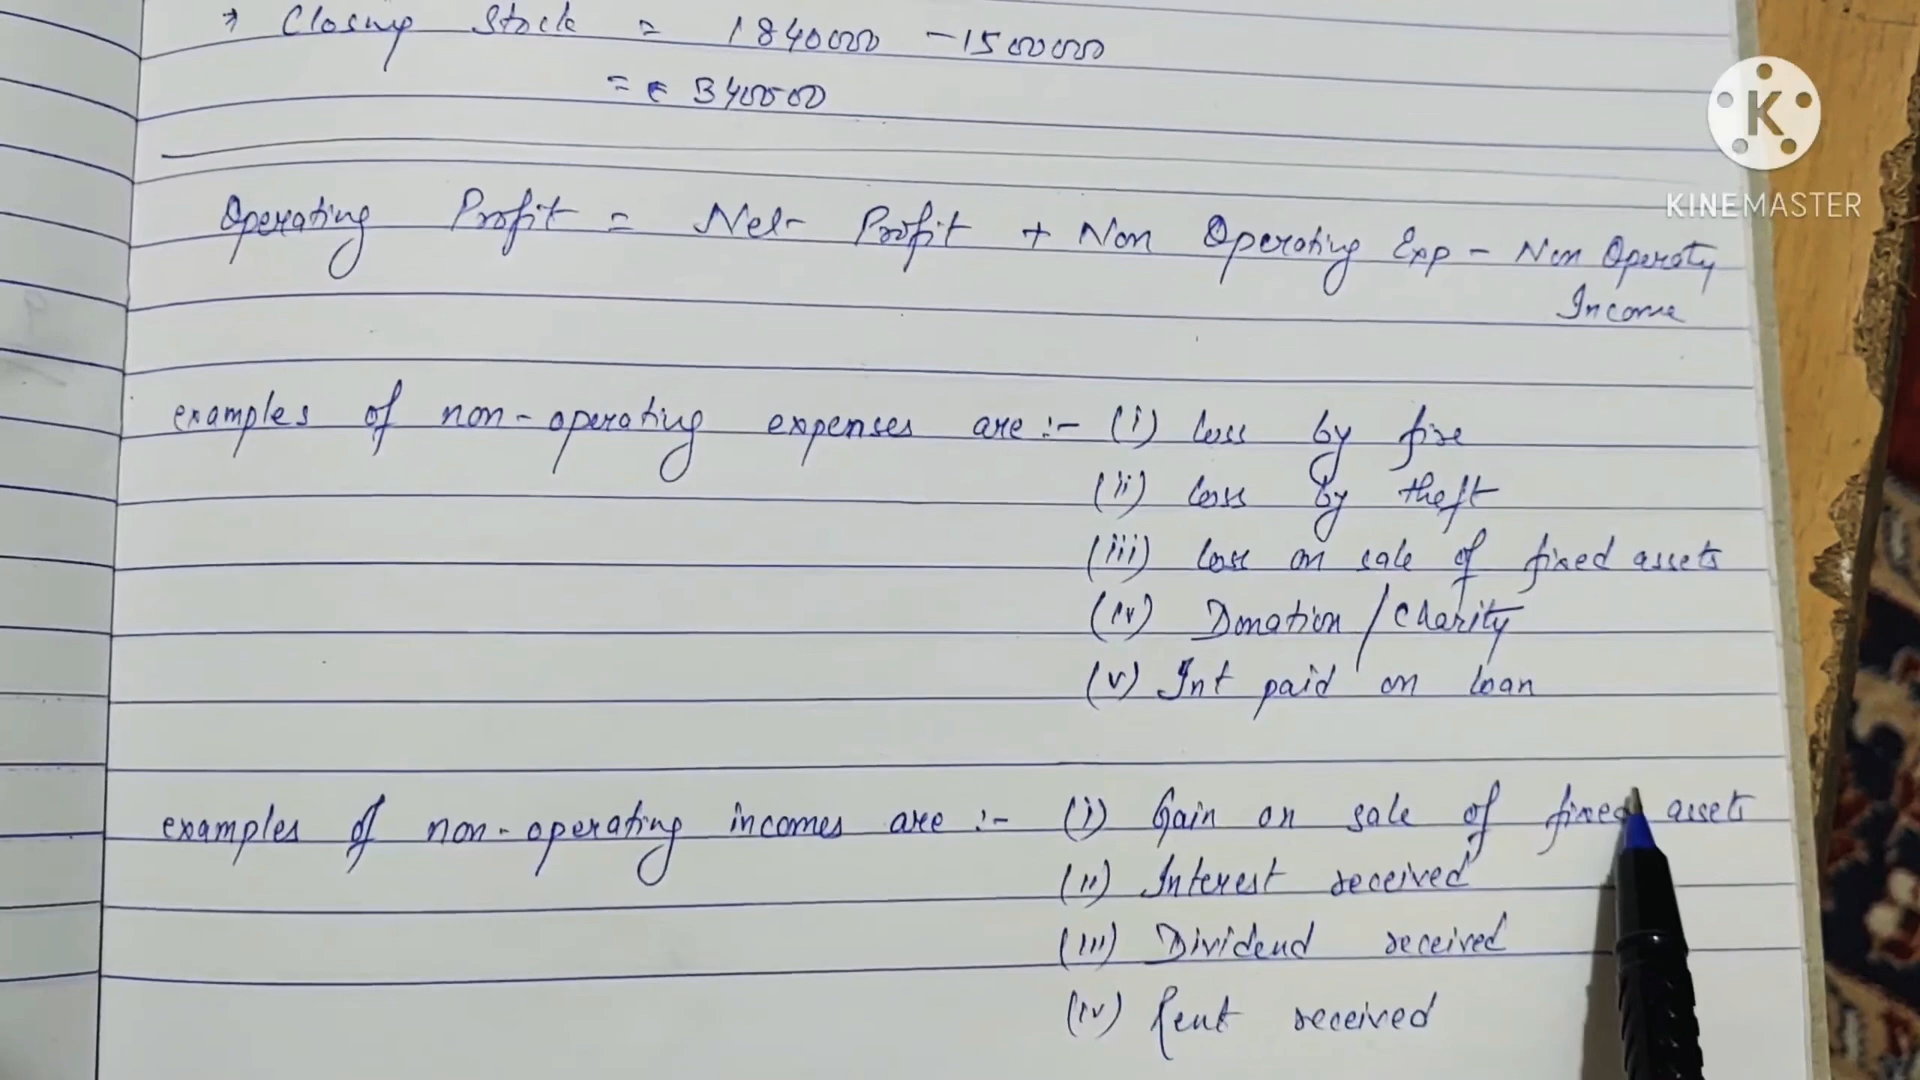 → Closing Stock = 1840000 - 1500000
= ₹ 340000
K
KINEMASTER
Operating Profit = Net Profit + Non Operating Exp - Non Operaty
Income
examples of non-operating expenses are :- (i) loss by fire
(ii) loss by theft
(iii) loss on sale of fixed assets
(iv) Donation / Charity
(v) Int paid on loan
examples of non-operating incomes are :- (i) Gain on sale of fixed assets
(ii) Interest received
(iii) Dividend received
(iv) Rent received